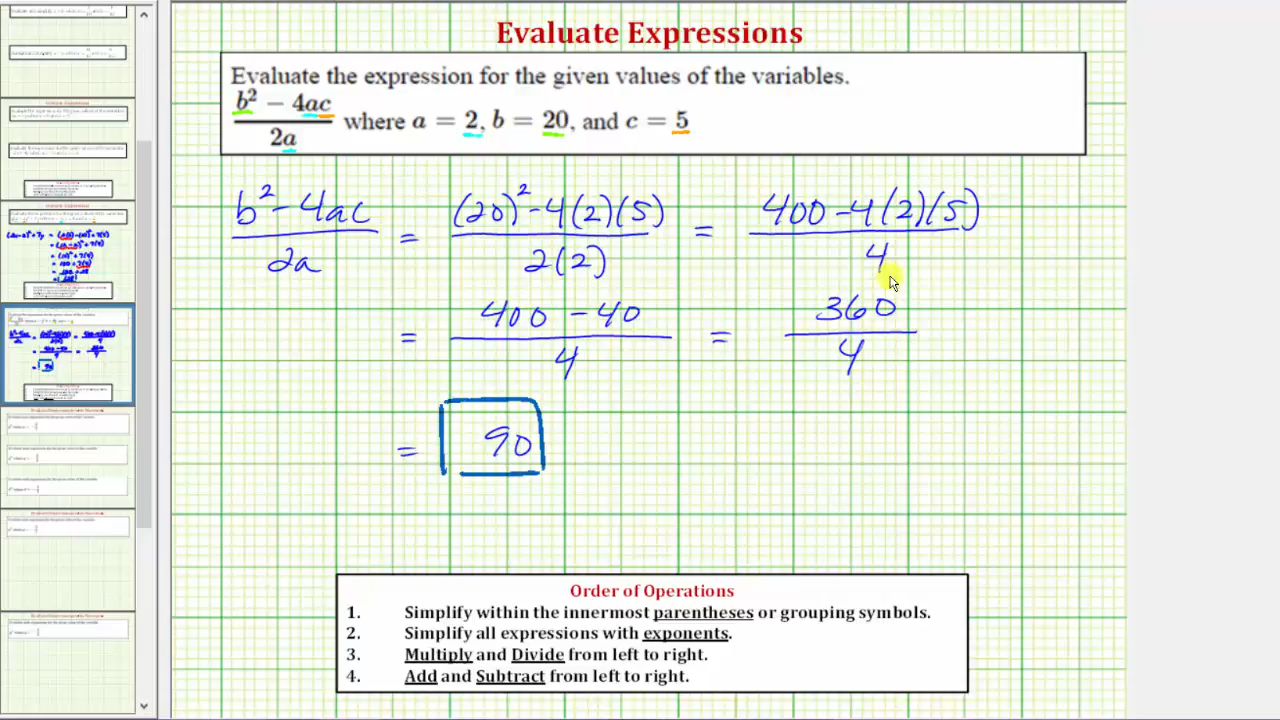 Evaluate Expressions
Evaluate the expression for the given values of the variables.
b² − 4ac / 2a where a = 2, b = 20, and c = 5
b² - 4ac / 2a = (20)² - 4(2)(5) / 2(2) = 400 - 4(2)(5) / 4
= 400 - 40 / 4 = 360 / 4
= 90
Order of Operations
1. Simplify within the innermost parentheses or grouping symbols.
2. Simplify all expressions with exponents.
3. Multiply and Divide from left to right.
4. Add and Subtract from left to right.